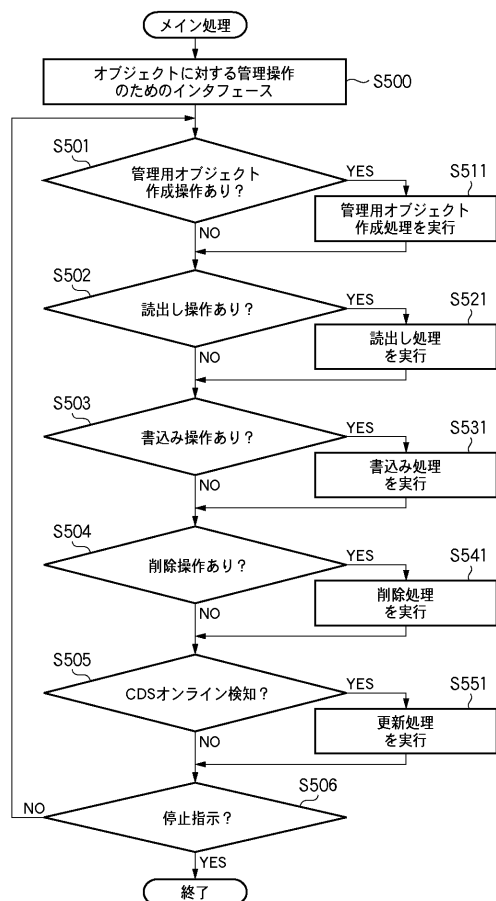 メイン処理
オブジェクトに対する管理操作
のためのインタフェース
S500
S501
管理用オブジェクト
作成操作あり？
YES
S511
管理用オブジェクト
作成処理を実行
NO
S502
読出し操作あり？
YES
S521
読出し処理
を実行
NO
S503
書込み操作あり？
YES
S531
書込み処理
を実行
NO
S504
削除操作あり？
YES
S541
削除処理
を実行
NO
S505
CDSオンライン検知？
YES
S551
更新処理
を実行
NO
S506
停止指示？
NO
YES
終了